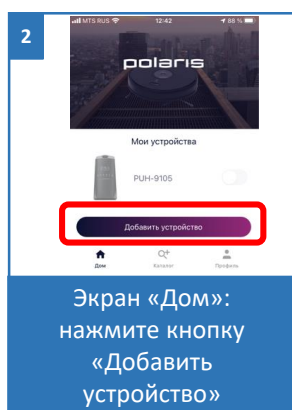 2
MTS RUS 12:42 88 %
polaris
Мои устройства
PUH-9105
Добавить устройство
Дом Каталог Профиль
Экран «Дом»:
нажмите кнопку
«Добавить
устройство»